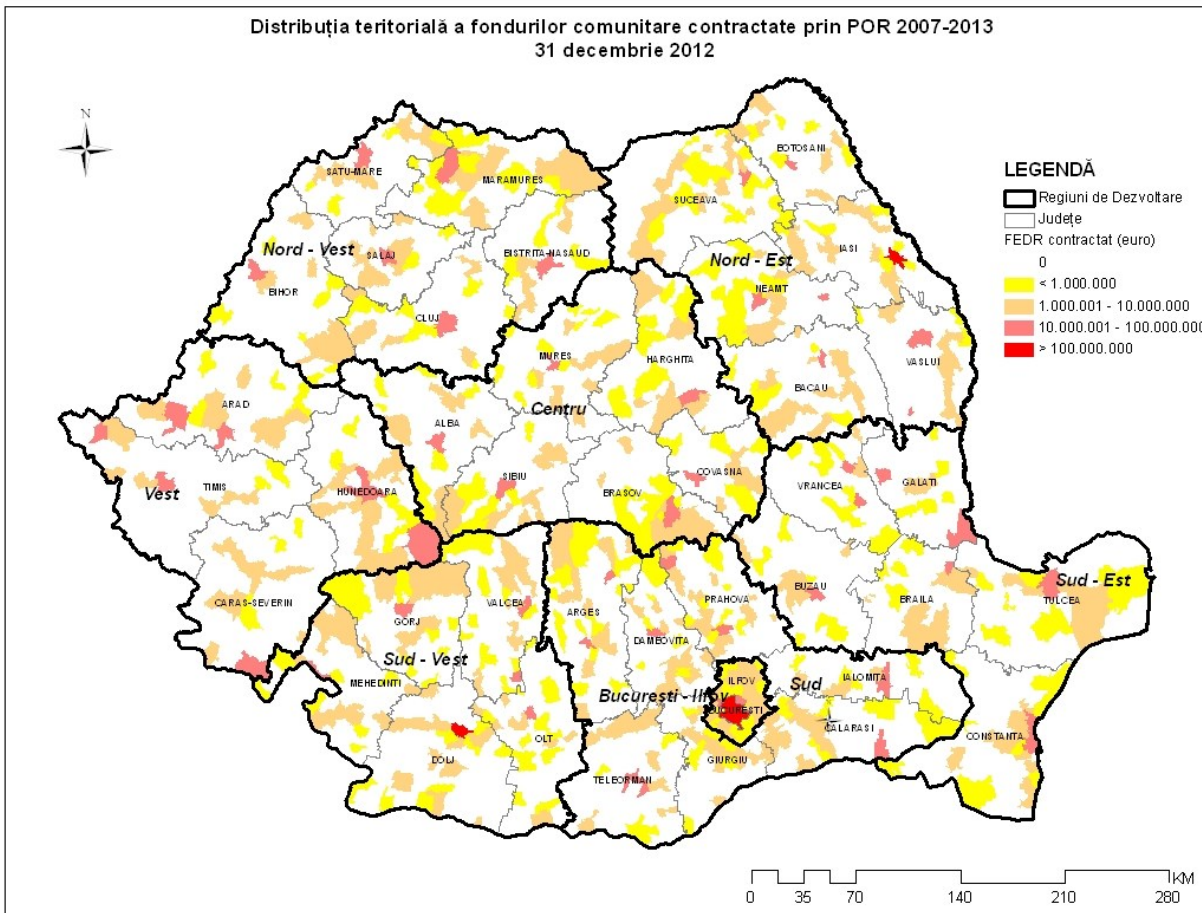 Distribuția teritorială a fondurilor comunitare contractate prin POR 2007-2013
31 decembrie 2012
N
LEGENDĂ
Regiuni de Dezvoltare
Județe
FEDR contractat (euro)
0
< 1.000.000
1.000.001 - 10.000.000
10.000.001 - 100.000.000
> 100.000.000
BOTOSANI
SATU-MARE
MARAMURES
SUCEAVA
IASI
Nord - Vest
SALAJ
BISTRITA-NASAUD
Nord - Est
NEAMT
BIHOR
CLUJ
MURES
HARGHITA
BACAU
VASLUI
ARAD
Centru
ALBA
Vest
TIMIS
HUNEDOARA
SIBIU
BRASOV
COVASNA
VRANCEA
GALATI
CARAS-SEVERIN
GORJ
VALCEA
ARGES
DAMBOVITA
PRAHOVA
BUZAU
BRAILA
Sud - Est
TULCEA
Sud - Vest
MEHEDINTI
Bucureşti - Ilfov
ILFOV
BUCURESTI
Sud
IALOMITA
CALARASI
CONSTANTA
DOLJ
OLT
TELEORMAN
GIURGIU
KM
0 35 70 140 210 280